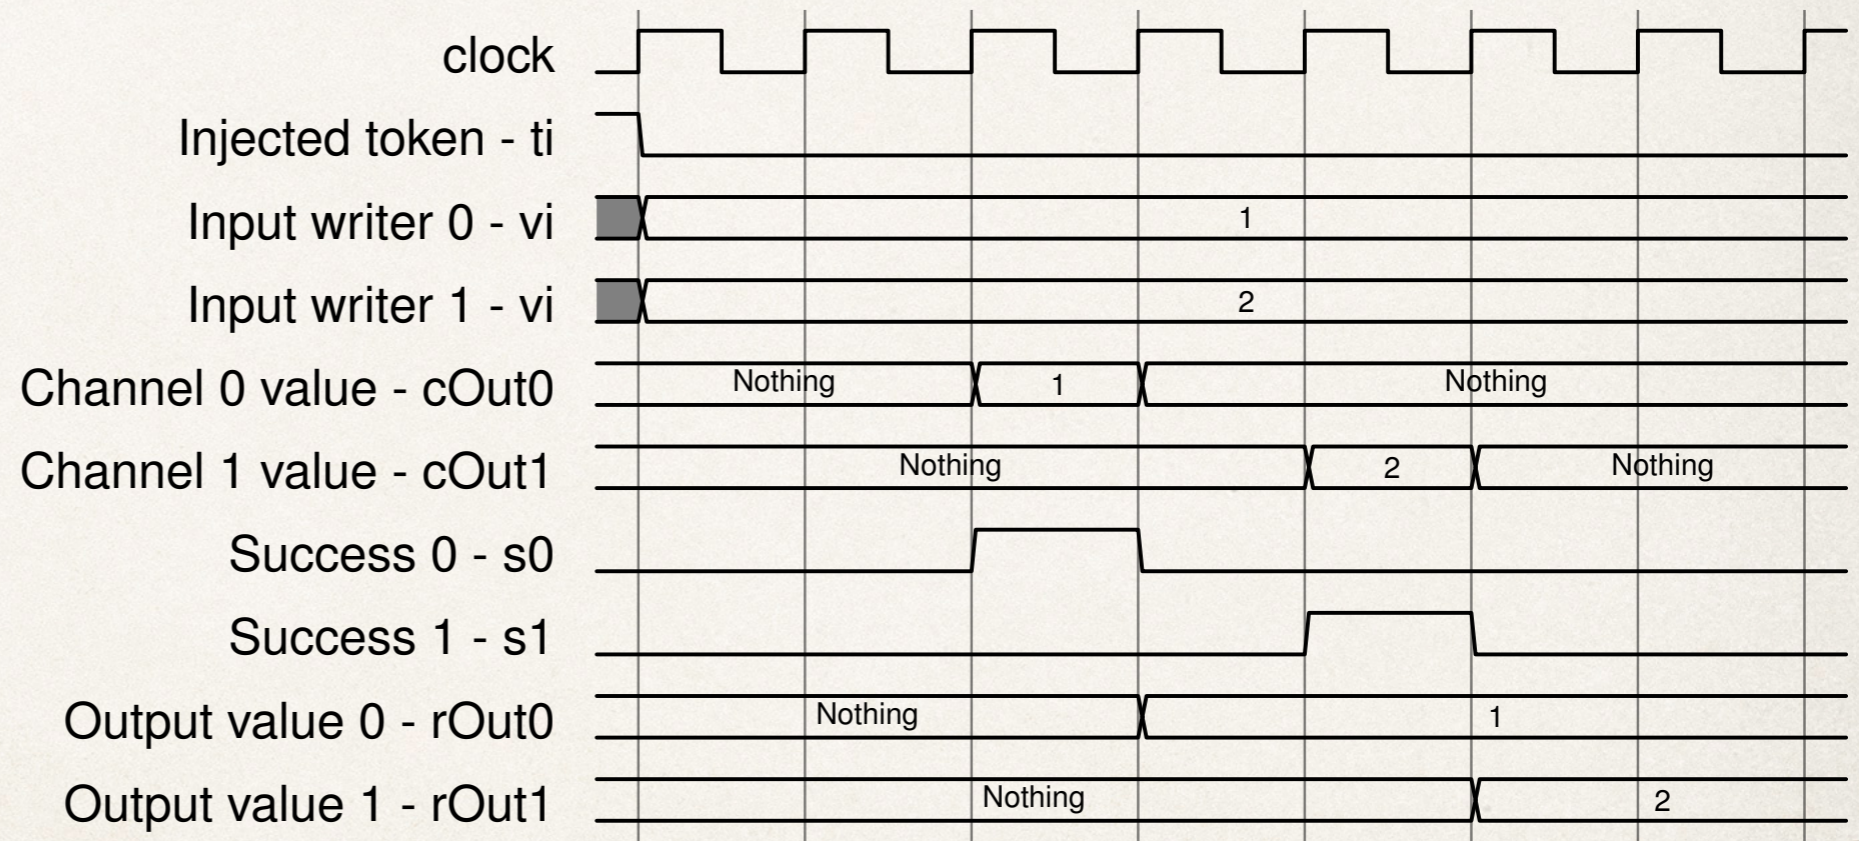 clock
Injected token - ti
Input writer 0 - vi 1
Input writer 1 - vi 2
Channel 0 value - cOut0 Nothing 1 Nothing
Channel 1 value - cOut1 Nothing 2 Nothing
Success 0 - s0
Success 1 - s1
Output value 0 - rOut0 Nothing 1
Output value 1 - rOut1 Nothing 2